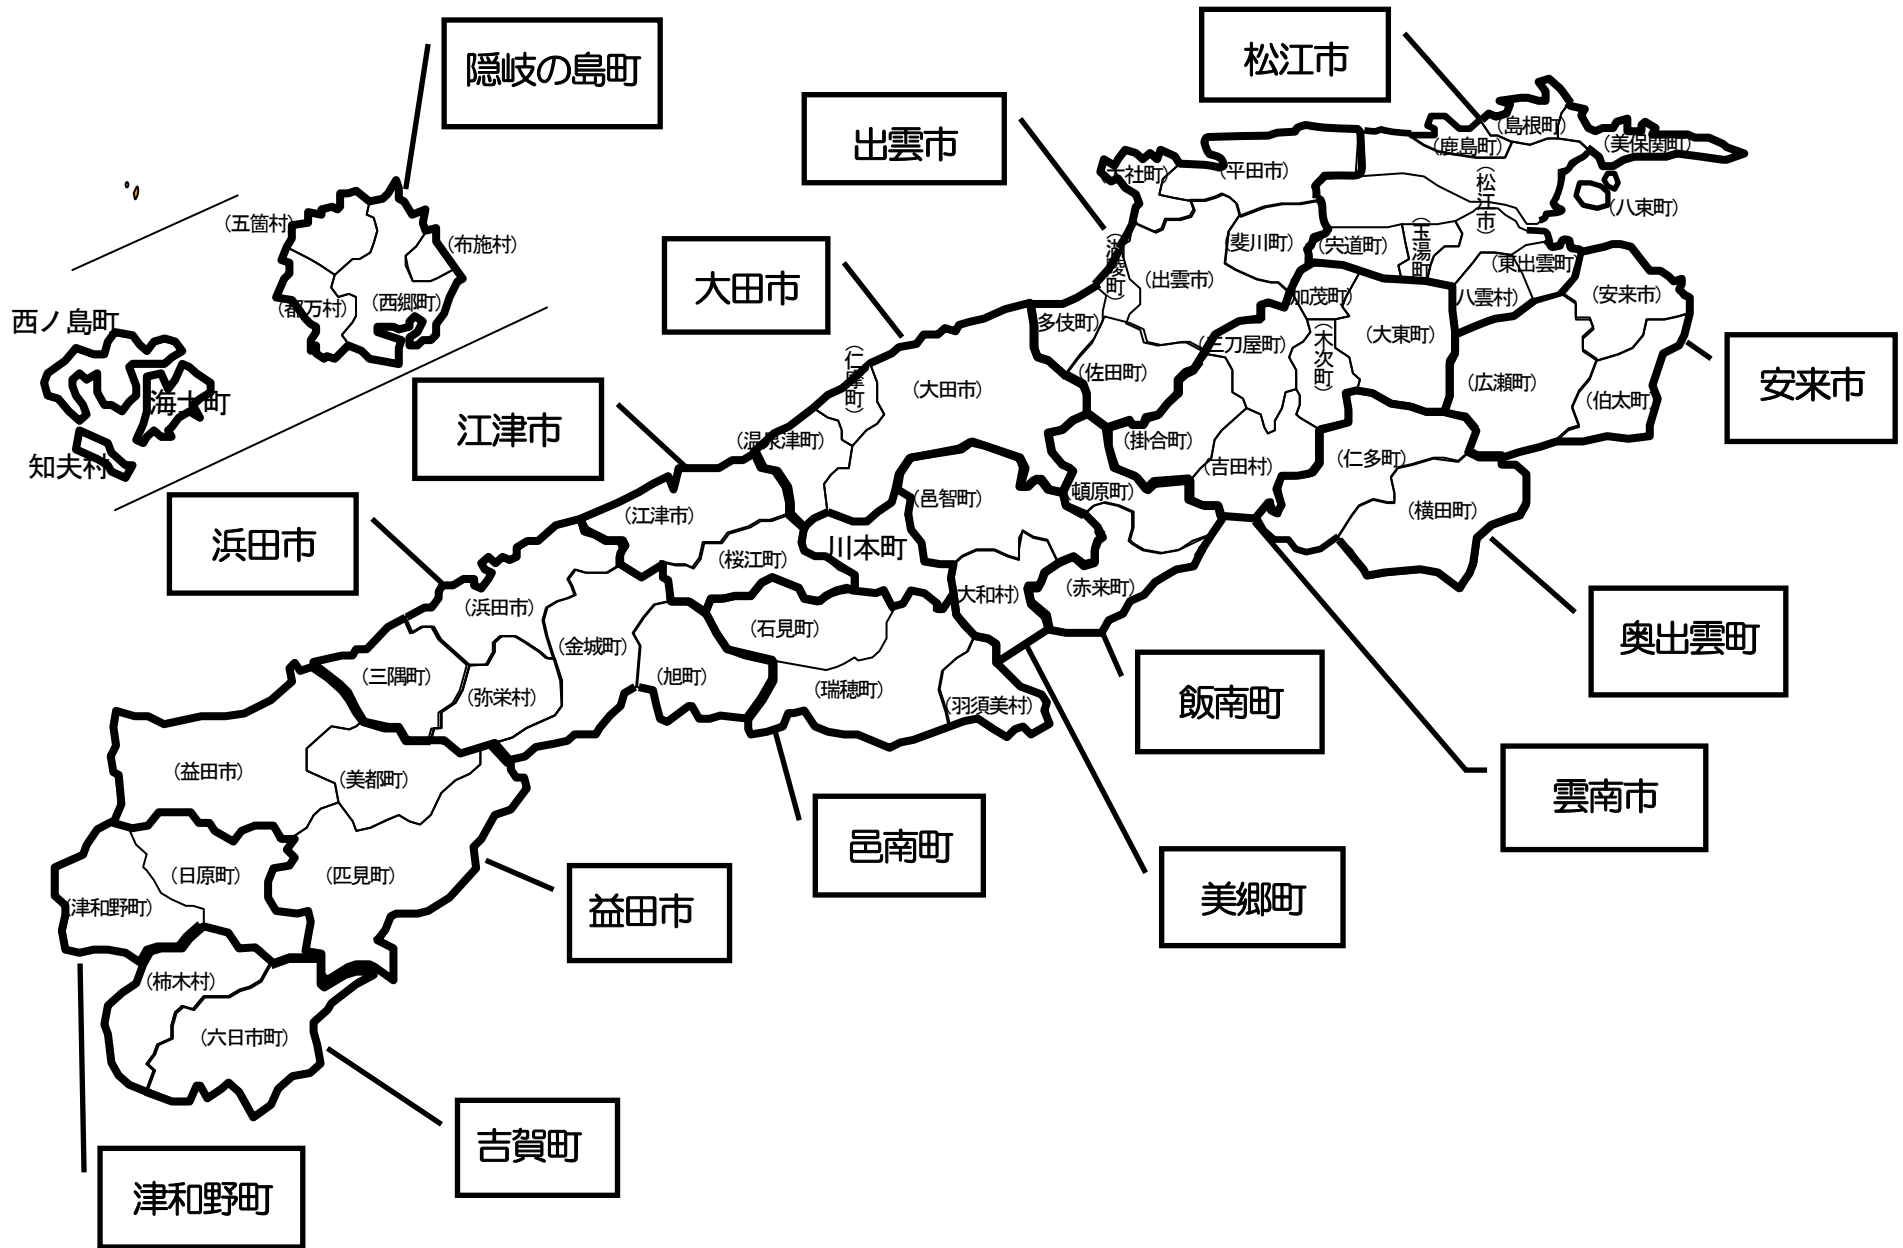 隠岐の島町
松江市
出雲市
大田市
江津市
浜田市
安来市
奥出雲町
飯南町
雲南市
美郷町
邑南町
益田市
吉賀町
津和野町
西ノ島町
海士町
知夫村
川本町
(五箇村)
(布施村)
(都万村)
(西郷町)
(島根町)
(鹿島町)
(美保関町)
(松江市)
(八束町)
(大社町)
(平田市)
(湖陵町)
(出雲市)
(斐川町)
(宍道町)
(玉湯町)
(東出雲町)
八雲村)
(安来市)
多伎町)
(佐田町)
加茂町)
(三刀屋町)
(木次町)
(大東町)
(広瀬町)
(伯太町)
(仁摩町)
(大田市)
(温泉津町)
(掛合町)
(吉田村)
(仁多町)
(横田町)
(頓原町)
(赤来町)
(邑智町)
大和村)
(羽須美村)
(江津市)
(桜江町)
(石見町)
(瑞穂町)
(浜田市)
(金城町)
(旭町)
(三隅町)
(弥栄村)
(益田市)
(美都町)
(匹見町)
(日原町)
(津和野町)
(柿木村)
(六日市町)